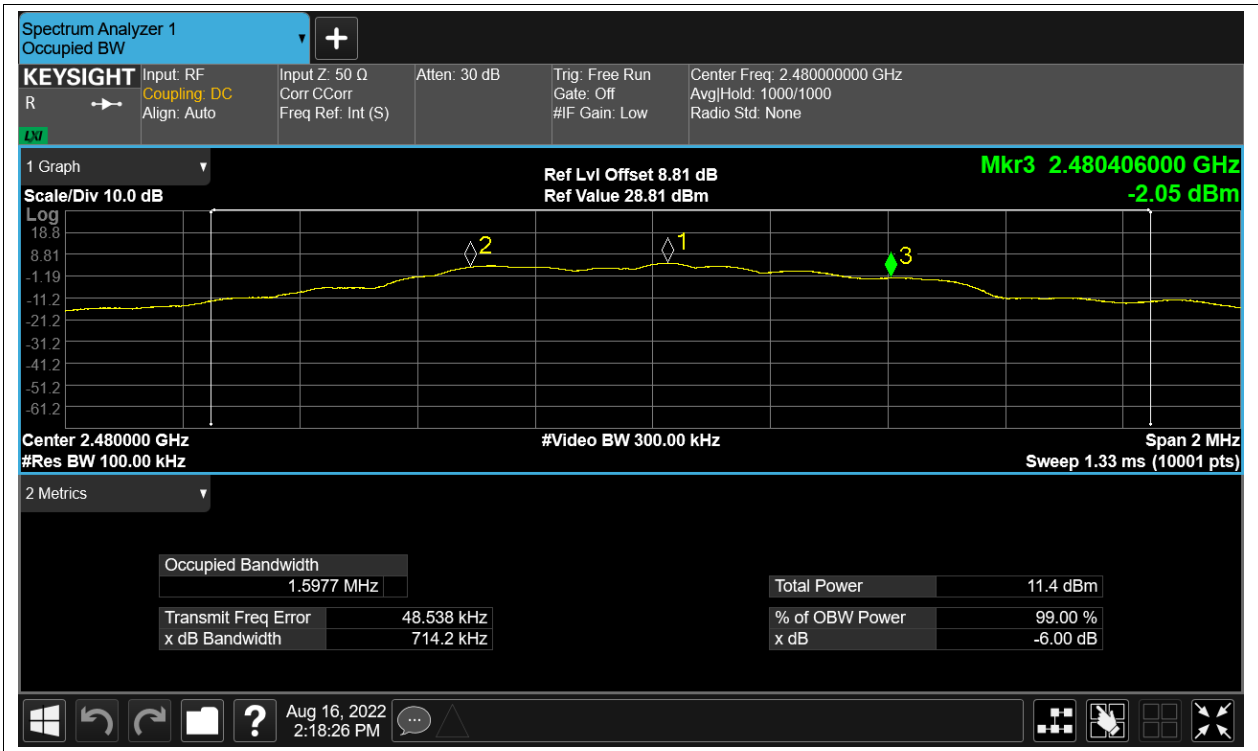 Spectrum Analyzer 1
Occupied BW
KEYSIGHT
R
LXI
Input: RF
Coupling: DC
Align: Auto
Input Z: 50 Ω
Corr CCorr
Freq Ref: Int (S)
Atten: 30 dB
Trig: Free Run
Gate: Off
#IF Gain: Low
Center Freq: 2.480000000 GHz
Avg|Hold: 1000/1000
Radio Std: None
1 Graph
Scale/Div 10.0 dB
Ref Lvl Offset 8.81 dB
Ref Value 28.81 dBm
Mkr3 2.480406000 GHz
-2.05 dBm
Log
18.8
8.81
-1.19
-11.2
-21.2
-31.2
-41.2
-51.2
-61.2
2
1
3
Center 2.480000 GHz
#Res BW 100.00 kHz
#Video BW 300.00 kHz
Span 2 MHz
Sweep 1.33 ms (10001 pts)
2 Metrics
Occupied Bandwidth
1.5977 MHz
Transmit Freq Error 48.538 kHz
x dB Bandwidth 714.2 kHz
Total Power 11.4 dBm
% of OBW Power 99.00 %
x dB -6.00 dB
?
Aug 16, 2022
2:18:26 PM